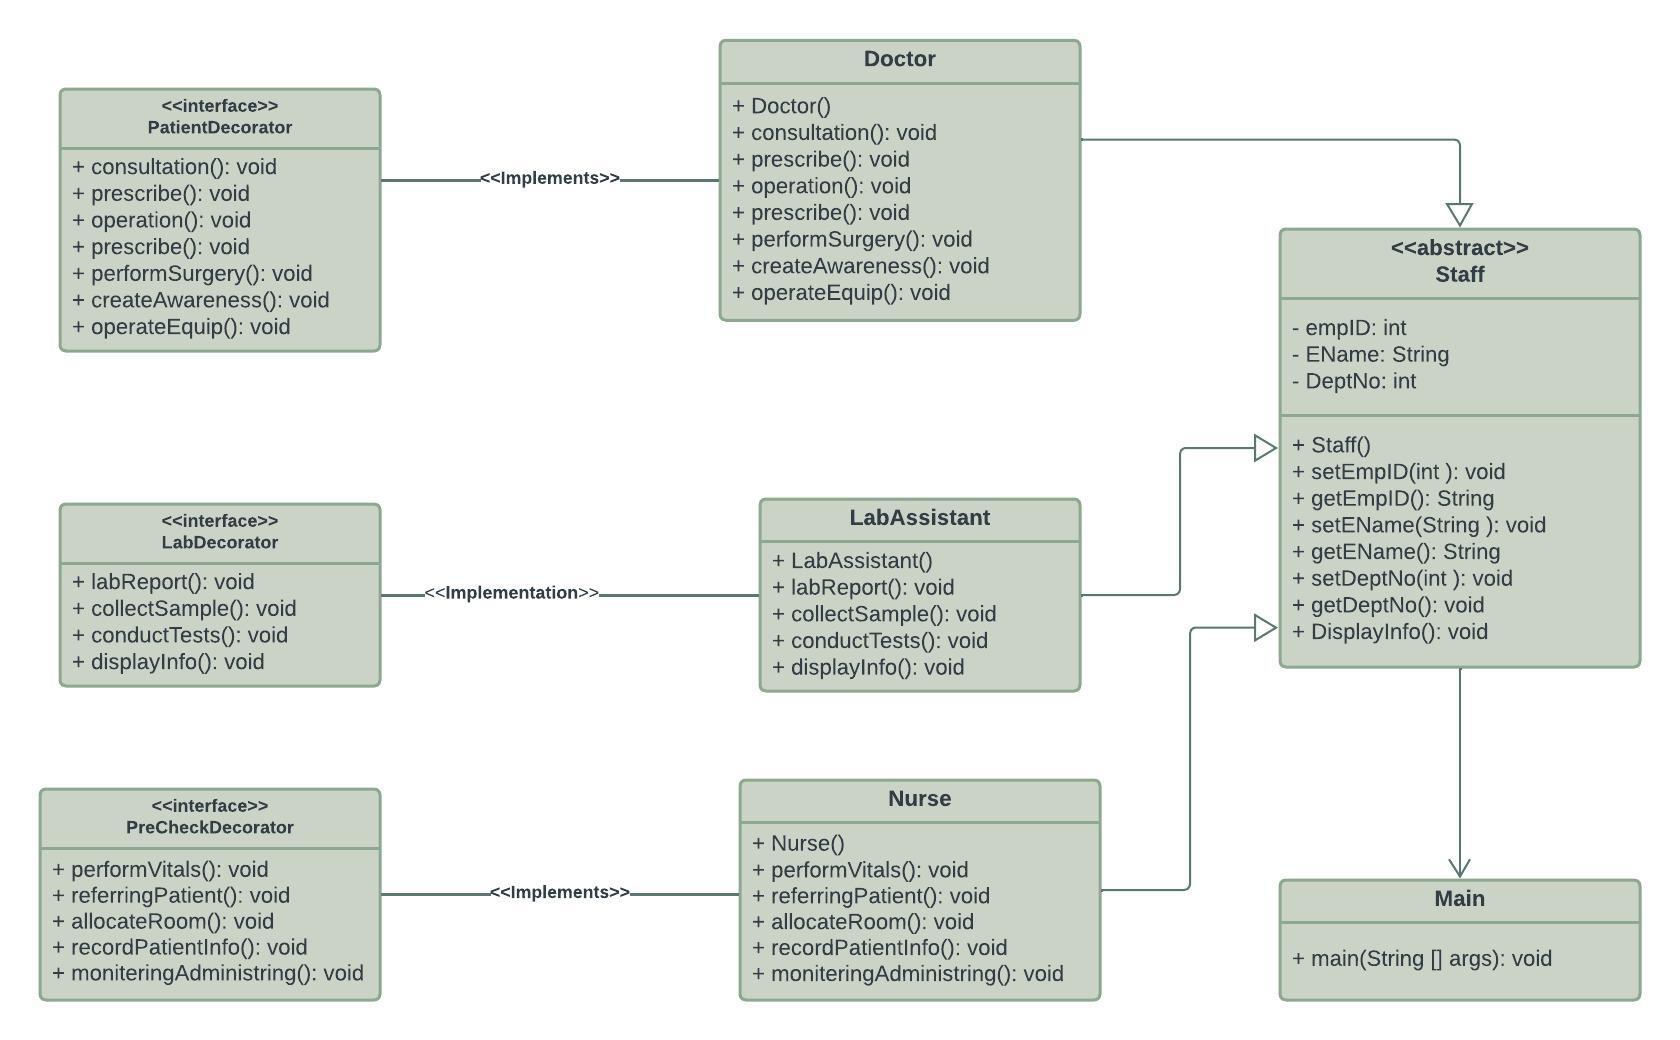 <<interface>>
PatientDecorator
+ consultation(): void
+ prescribe(): void
+ operation(): void
+ prescribe(): void
+ performSurgery(): void
+ createAwareness(): void
+ operateEquip(): void
<<Implements>>
Doctor
+ Doctor()
+ consultation(): void
+ prescribe(): void
+ operation(): void
+ prescribe(): void
+ performSurgery(): void
+ createAwareness(): void
+ operateEquip(): void
<<abstract>>
Staff
- empID: int
- EName: String
- DeptNo: int
+ Staff()
+ setEmpID(int ): void
+ getEmpID(): String
+ setEName(String ): void
+ getEName(): String
+ setDeptNo(int ): void
+ getDeptNo(): void
+ DisplayInfo(): void
<<interface>>
LabDecorator
+ labReport(): void
+ collectSample(): void
+ conductTests(): void
+ displayInfo(): void
<<Implementation>>
LabAssistant
+ LabAssistant()
+ labReport(): void
+ collectSample(): void
+ conductTests(): void
+ displayInfo(): void
<<interface>>
PreCheckDecorator
+ performVitals(): void
+ referringPatient(): void
+ allocateRoom(): void
+ recordPatientInfo(): void
+ moniteringAdministring(): void
<<Implements>>
Nurse
+ Nurse()
+ performVitals(): void
+ referringPatient(): void
+ allocateRoom(): void
+ recordPatientInfo(): void
+ moniteringAdministring(): void
Main
+ main(String [] args): void